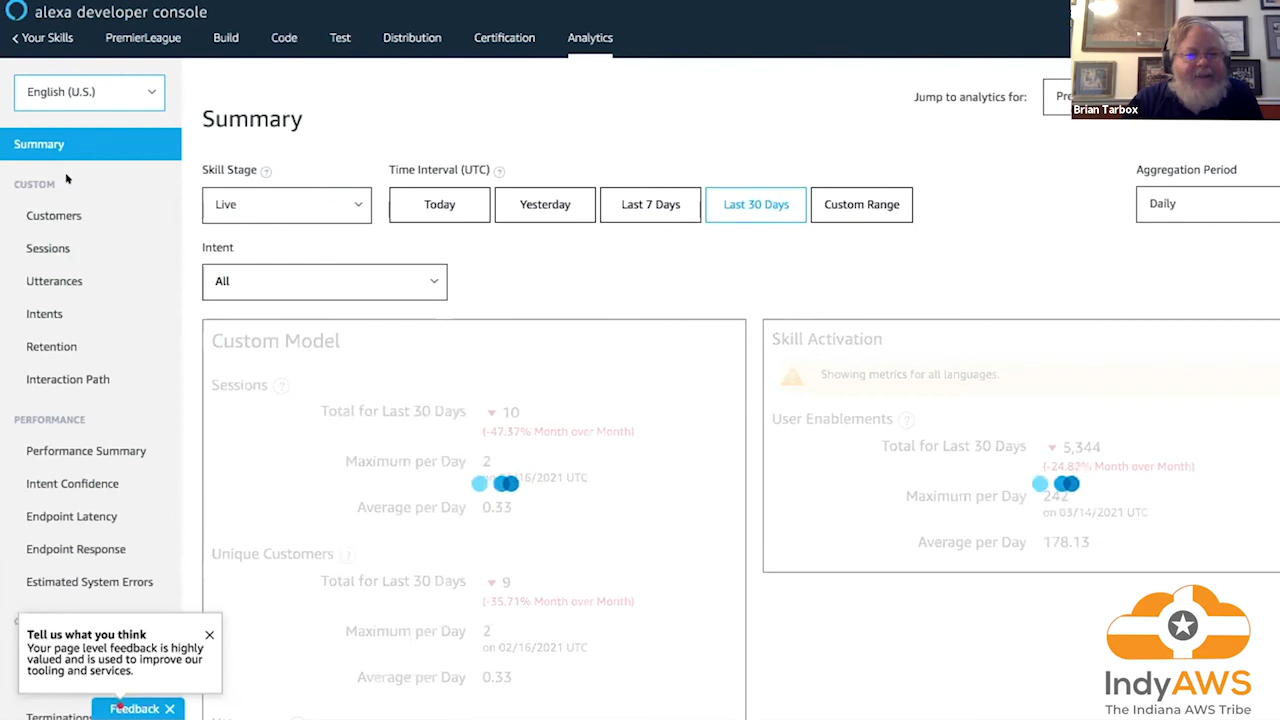 alexa developer console
Your Skills
PremierLeague
Build
Code
Test
Distribution
Certification
Analytics
Brian Tarbox
English (U.S.)
Summary
CUSTOM
Customers
Sessions
Utterances
Intents
Retention
Interaction Path
PERFORMANCE
Performance Summary
Intent Confidence
Endpoint Latency
Endpoint Response
Estimated System Errors
Tell us what you think
Your page level feedback is highly
valued and is used to improve our
tooling and services.
Feedback
Summary
Jump to analytics for:
Skill Stage
Live
Time Interval (UTC)
Today
Yesterday
Last 7 Days
Last 30 Days
Custom Range
Aggregation Period
Daily
Intent
All
Custom Model
Sessions
Total for Last 30 Days 10
(-47.37% Month over Month)
Maximum per Day 2
/16/2021 UTC
Average per Day 0.33
Unique Customers
Total for Last 30 Days 9
(-35.71% Month over Month)
Maximum per Day 2
on 02/16/2021 UTC
Average per Day 0.33
Skill Activation
Showing metrics for all languages.
User Enablements
Total for Last 30 Days 5,344
(-24.82% Month over Month)
Maximum per Day 242
on 03/14/2021 UTC
Average per Day 178.13
IndyAWS
The Indiana AWS Tribe